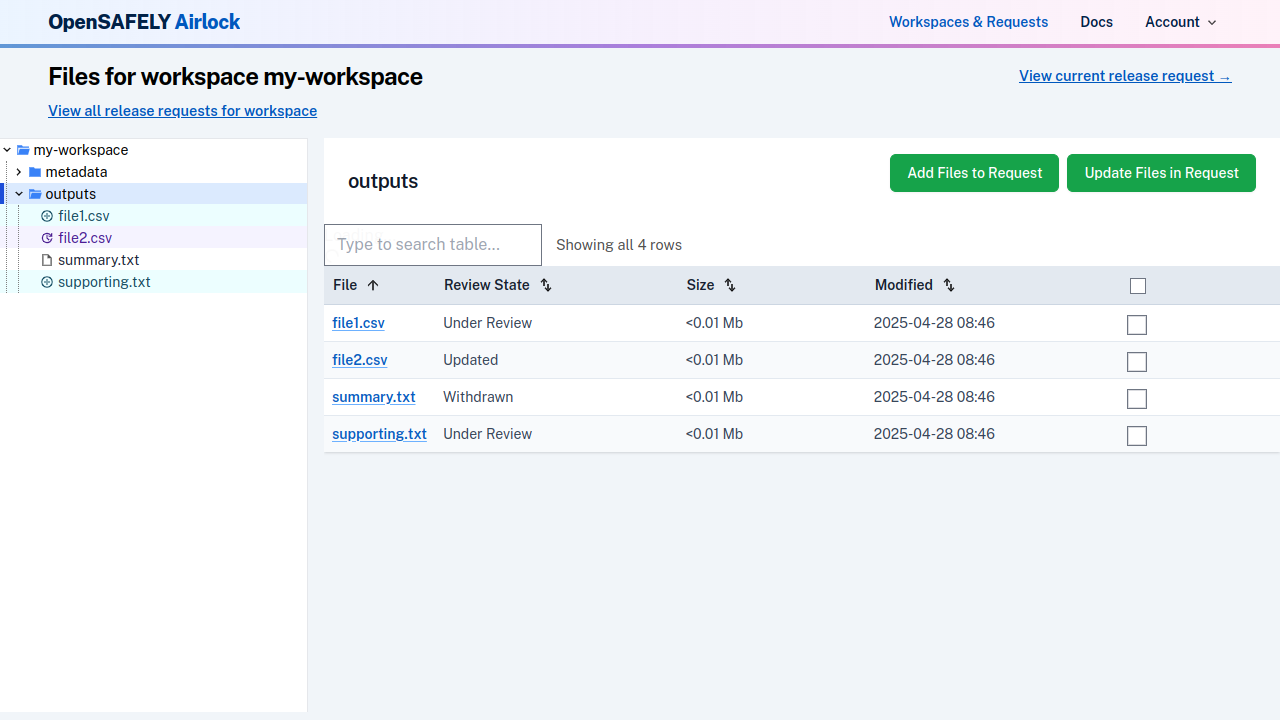 OpenSAFELY Airlock
Workspaces & Requests
Docs
Account
Files for workspace my-workspace
View current release request →
View all release requests for workspace
my-workspace
metadata
outputs
file1.csv
file2.csv
summary.txt
supporting.txt
outputs
Add Files to Request
Update Files in Request
Type to search table...
Showing all 4 rows
File Review State Size Modified
file1.csv Under Review <0.01 Mb 2025-04-28 08:46
file2.csv Updated <0.01 Mb 2025-04-28 08:46
summary.txt Withdrawn <0.01 Mb 2025-04-28 08:46
supporting.txt Under Review <0.01 Mb 2025-04-28 08:46